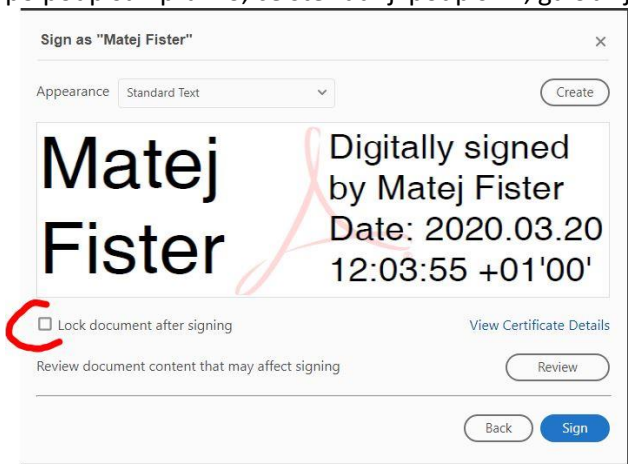 Sign as "Matej Fister"
Appearance Standard Text Create
Matej
Fister
Digitally signed
by Matej Fister
Date: 2020.03.20
12:03:55 +01'00'
Lock document after signing View Certificate Details
Review document content that may affect signing Review
Back Sign